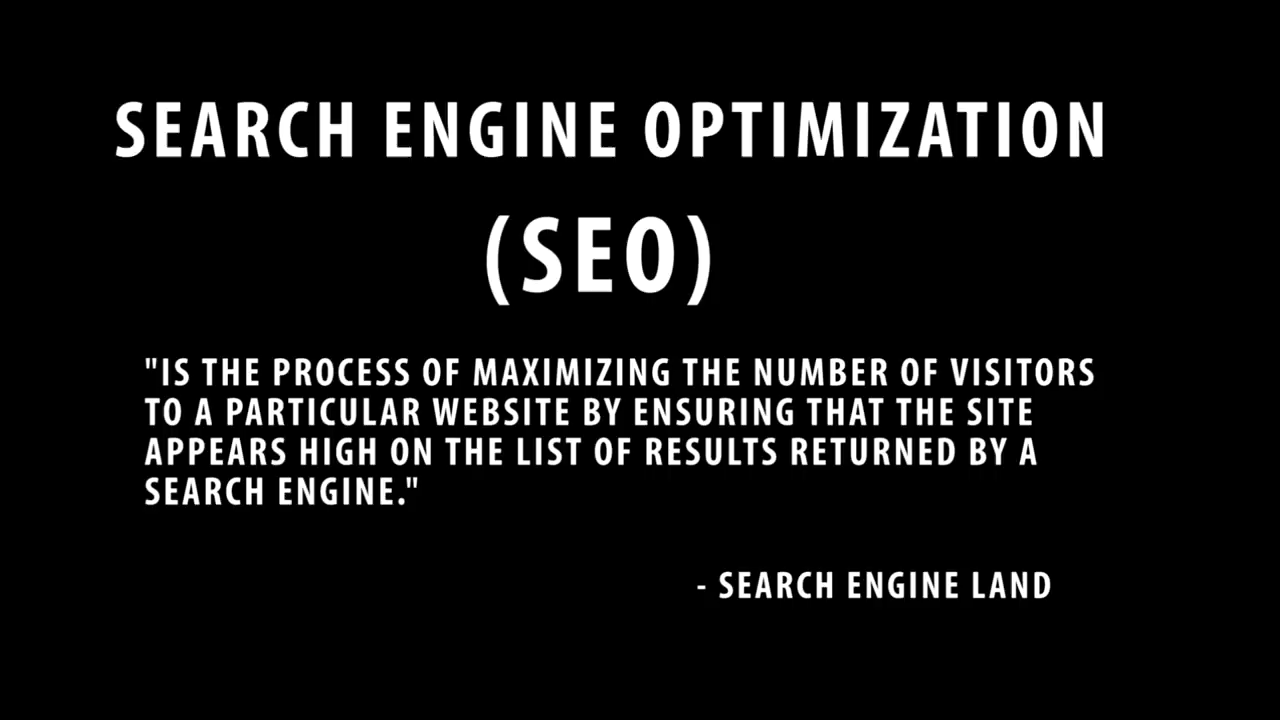 SEARCH ENGINE OPTIMIZATION
(SEO)
"IS THE PROCESS OF MAXIMIZING THE NUMBER OF VISITORS
TO A PARTICULAR WEBSITE BY ENSURING THAT THE SITE
APPEARS HIGH ON THE LIST OF RESULTS RETURNED BY A
SEARCH ENGINE."
- SEARCH ENGINE LAND